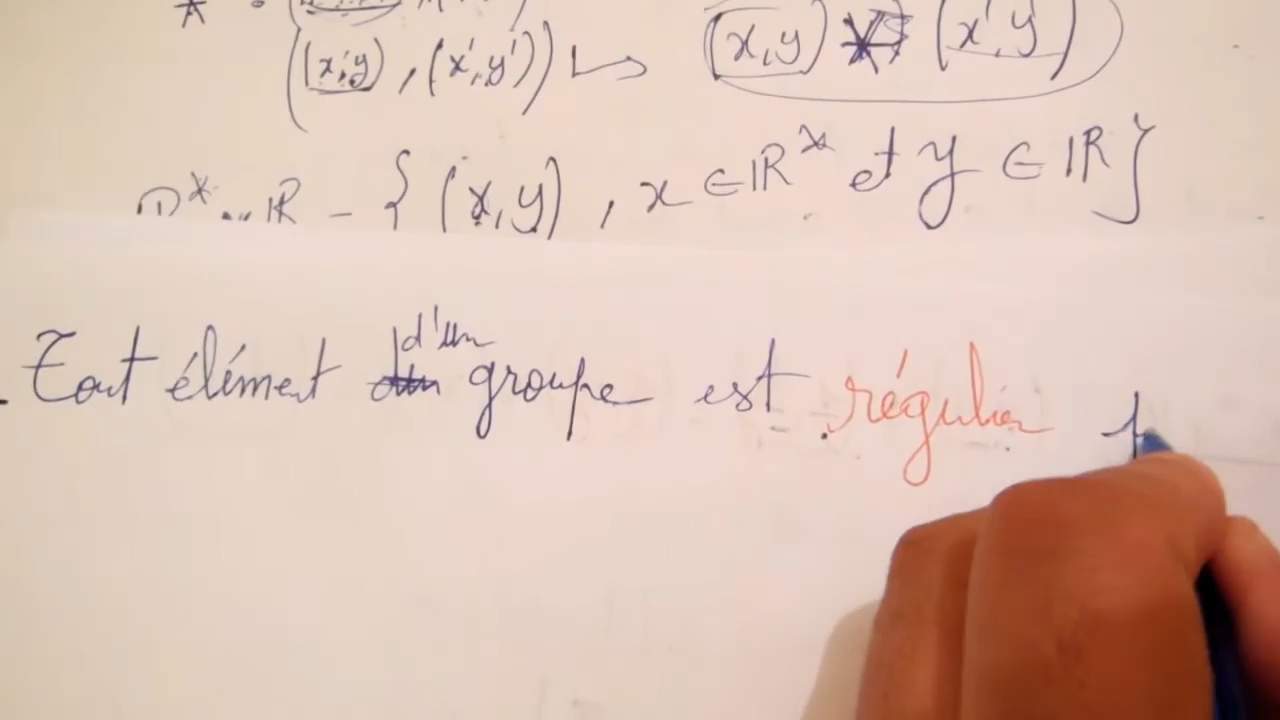 ((x,y) , (x',y')) ↦ (x,y) * (x',y')
ℝ* × ℝ = { (x,y) , x ∈ ℝ* et y ∈ ℝ }
d'un
. Tout élément groupe est régulier